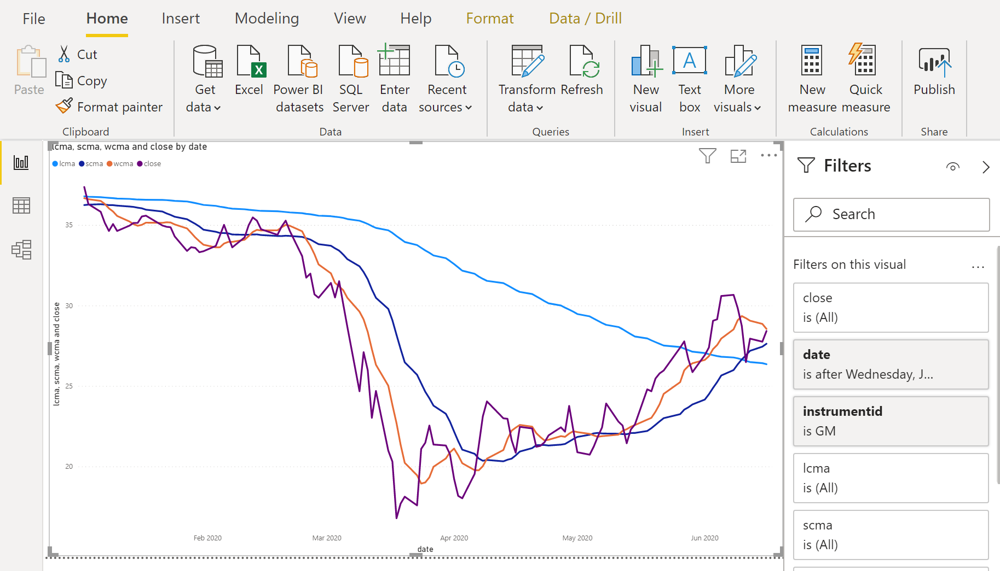 File Home Insert Modeling View Help Format Data / Drill
Paste
Cut
Copy
Format painter
Clipboard
Get data
Excel
Power BI datasets
SQL Server
Enter data
Recent sources
Data
Transform data
Refresh
Queries
New visual
A
Text box
More visuals
Insert
New measure
Quick measure
Calculations
Publish
Share
lcma, scma, wcma and close by date
lcma scma wcma close
35
30
25
20
lcma, scma, wcma and close
Feb 2020 Mar 2020 Apr 2020 May 2020 Jun 2020
date
Filters
Search
Filters on this visual ...
close
is (All)
date
is after Wednesday, J...
instrumentid
is GM
lcma
is (All)
scma
is (All)